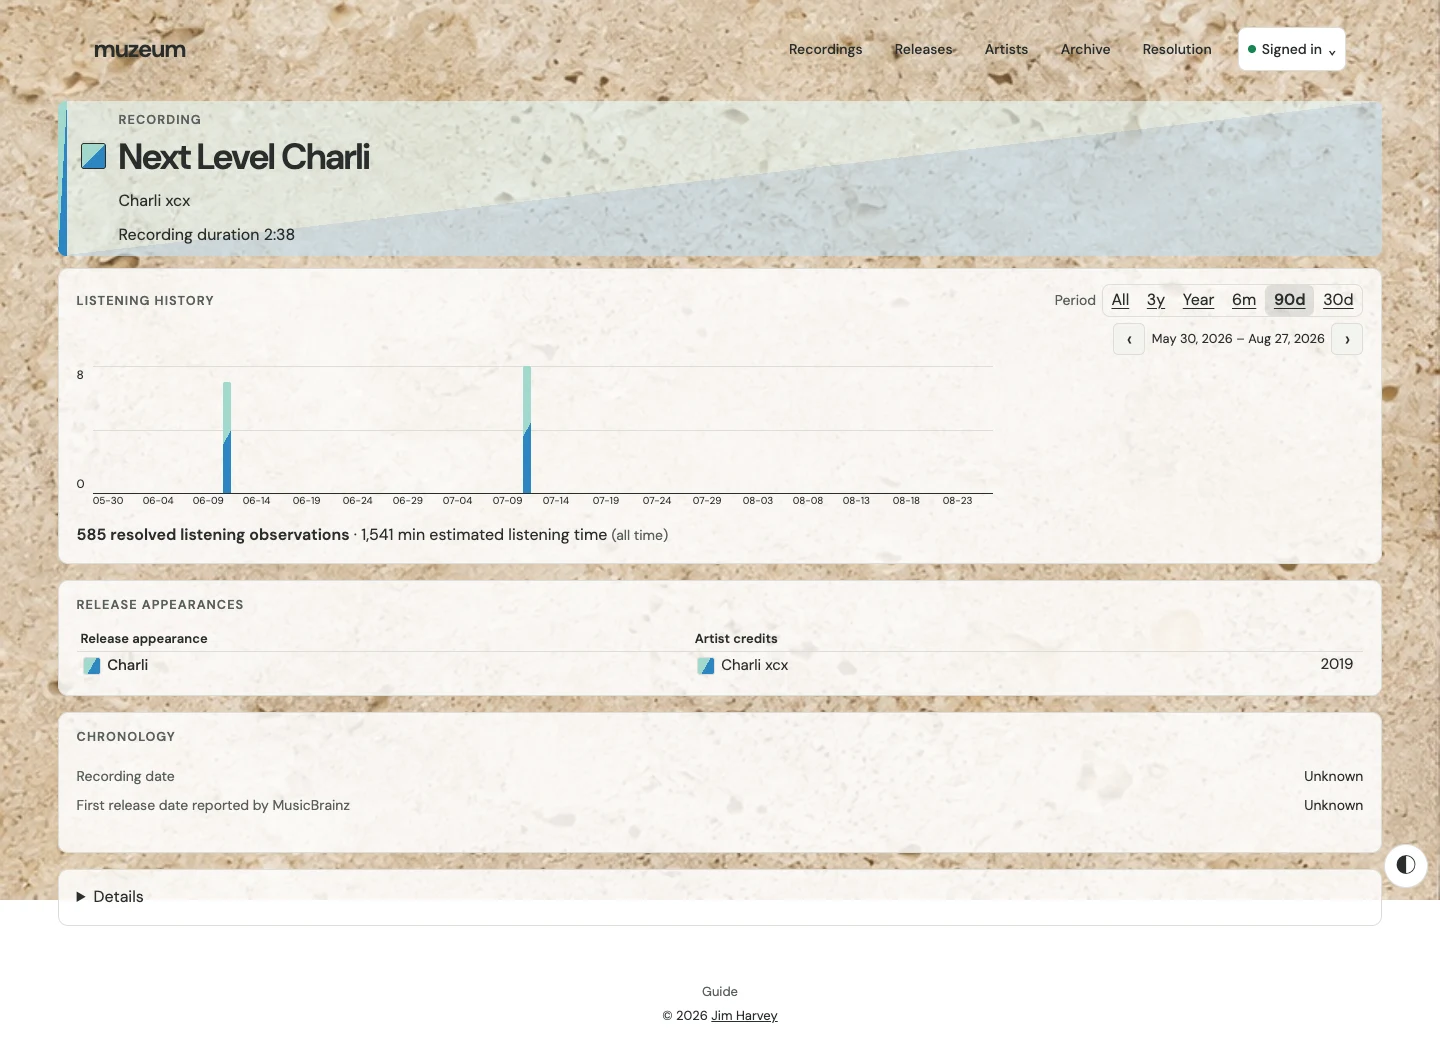 muzeum
Recordings Releases Artists Archive Resolution Signed in
RECORDING
Next Level Charli
Charli xcx
Recording duration 2:38
LISTENING HISTORY
Period All 3y Year 6m 90d 30d
‹ May 30, 2026 – Aug 27, 2026 ›
8
0
05-30 06-04 06-09 06-14 06-19 06-24 06-29 07-04 07-09 07-14 07-19 07-24 07-29 08-03 08-08 08-13 08-18 08-23
585 resolved listening observations · 1,541 min estimated listening time (all time)
RELEASE APPEARANCES
Release appearance Artist credits
Charli Charli xcx 2019
CHRONOLOGY
Recording date Unknown
First release date reported by MusicBrainz Unknown
Details
Guide
© 2026 Jim Harvey